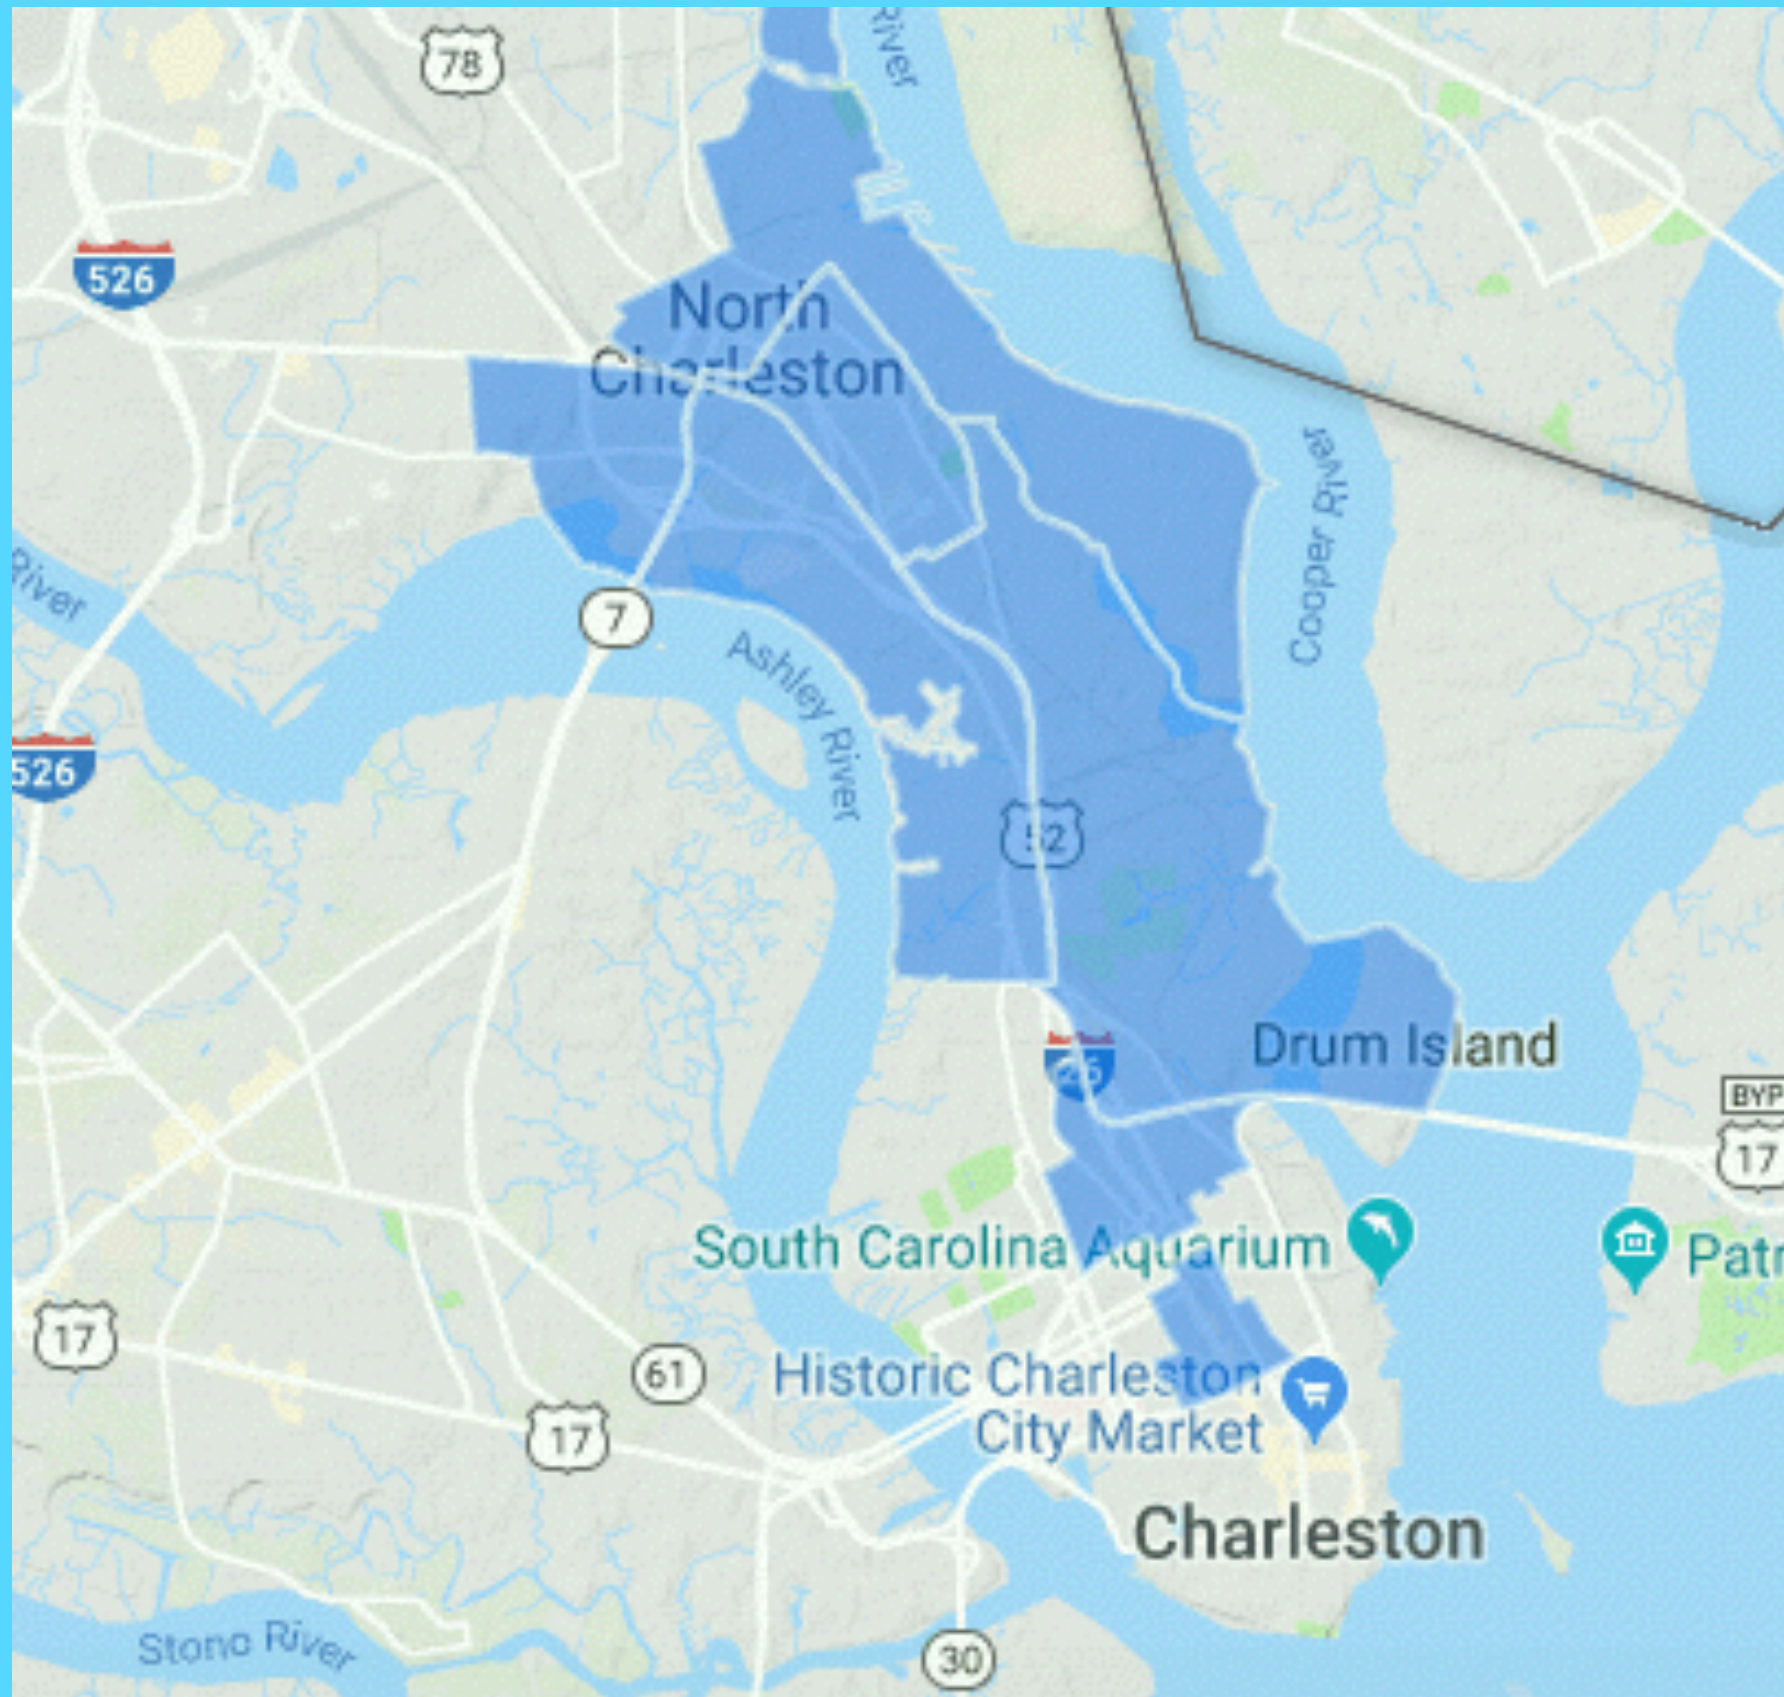 River
78
526
North
Charleston
Cooper River
River
7
Ashley River
526
52
Drum Island
26
BYP
17
South Carolina Aquarium
Patr
17
61
Historic Charleston
City Market
17
Charleston
Stono River
30